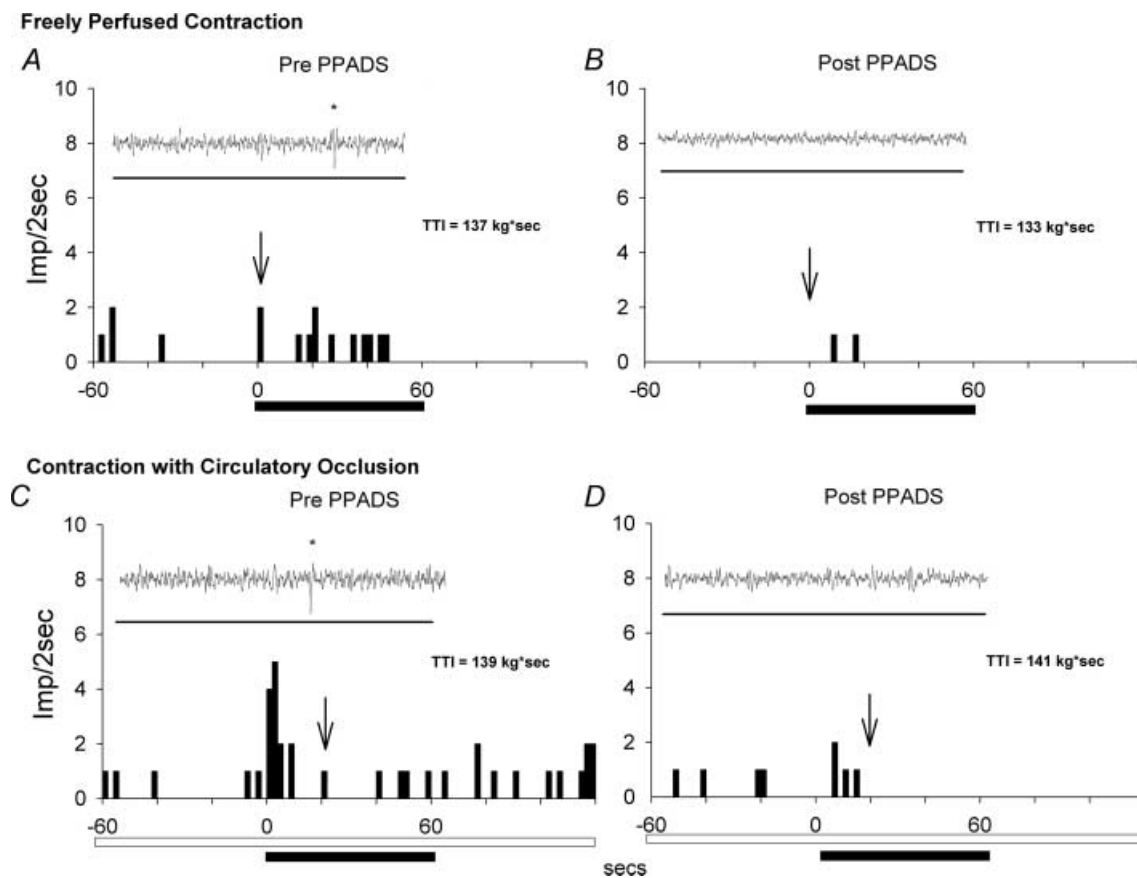 Freely Perfused Contraction
A
Pre PPADS
B
Post PPADS
10
8
6
4
2
0
Imp/2sec
*
TTI = 137 kg*sec
-60
0
60
10
8
6
4
2
0
TTI = 133 kg*sec
-60
0
60
Contraction with Circulatory Occlusion
C
Pre PPADS
D
Post PPADS
10
8
6
4
2
0
Imp/2sec
*
TTI = 139 kg*sec
-60
0
60
10
8
6
4
2
0
TTI = 141 kg*sec
-60
0
60
secs